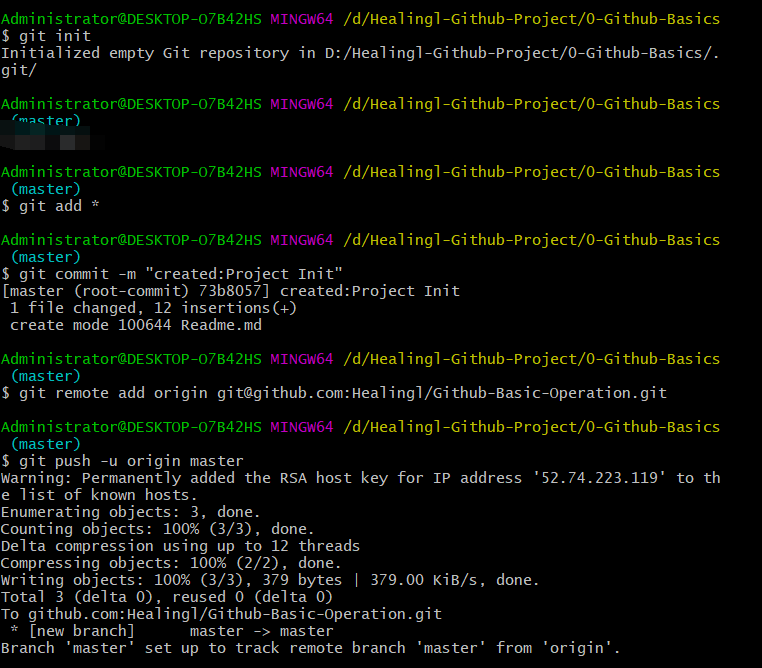 Administrator@DESKTOP-O7B42HS MINGW64 /d/Healingl-Github-Project/0-Github-Basics
$ git init
Initialized empty Git repository in D:/Healingl-Github-Project/0-Github-Basics/.
git/
Administrator@DESKTOP-O7B42HS MINGW64 /d/Healingl-Github-Project/0-Github-Basics
(master)
Administrator@DESKTOP-O7B42HS MINGW64 /d/Healingl-Github-Project/0-Github-Basics
(master)
$ git add *
Administrator@DESKTOP-O7B42HS MINGW64 /d/Healingl-Github-Project/0-Github-Basics
(master)
$ git commit -m "created:Project Init"
[master (root-commit) 73b8057] created:Project Init
1 file changed, 12 insertions(+)
create mode 100644 Readme.md
Administrator@DESKTOP-O7B42HS MINGW64 /d/Healingl-Github-Project/0-Github-Basics
(master)
$ git remote add origin git@github.com:Healingl/Github-Basic-Operation.git
Administrator@DESKTOP-O7B42HS MINGW64 /d/Healingl-Github-Project/0-Github-Basics
(master)
$ git push -u origin master
Warning: Permanently added the RSA host key for IP address '52.74.223.119' to th
e list of known hosts.
Enumerating objects: 3, done.
Counting objects: 100% (3/3), done.
Delta compression using up to 12 threads
Compressing objects: 100% (2/2), done.
Writing objects: 100% (3/3), 379 bytes | 379.00 KiB/s, done.
Total 3 (delta 0), reused 0 (delta 0)
To github.com:Healingl/Github-Basic-Operation.git
* [new branch]      master -> master
Branch 'master' set up to track remote branch 'master' from 'origin'.